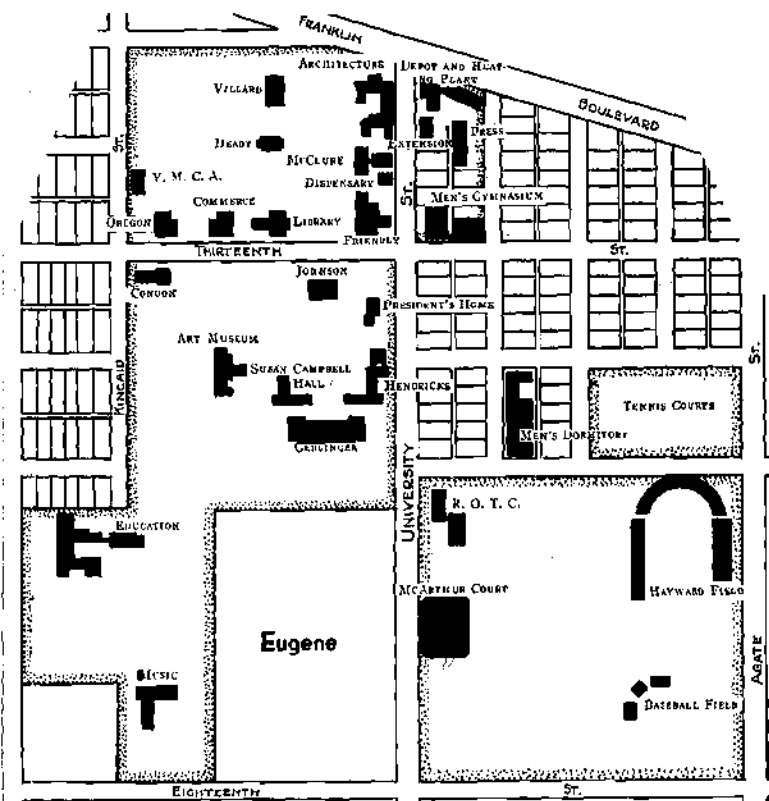 FRANKLIN
BOULEVARD
ARCHITECTURE
DEPOT AND HEAT-
NG PLANT
VILLARD
PRESS
EXTENSION
DEADY
McCLURE
ST.
Y. M. C. A.
DISPENSARY
ST.
MEN'S GYMNASIUM
COMMERCE
OREGON
LIBRARY
FRIENDLY
THIRTEENTH
ST.
JOHNSON
CONDON
PRESIDENT'S HOME
ART MUSEUM
ST.
SUSAN CAMPBELL
HALL
HENDRICKS
KINCAID
TENNIS COURTS
MEN'S DORMITORY
GERLINGER
UNIVERSITY
R. O. T. C.
EDUCATION
McARTHUR COURT
HAYWARD FIELD
Eugene
AGATE
MUSIC
BASEBALL FIELD
EIGHTEENTH
ST.